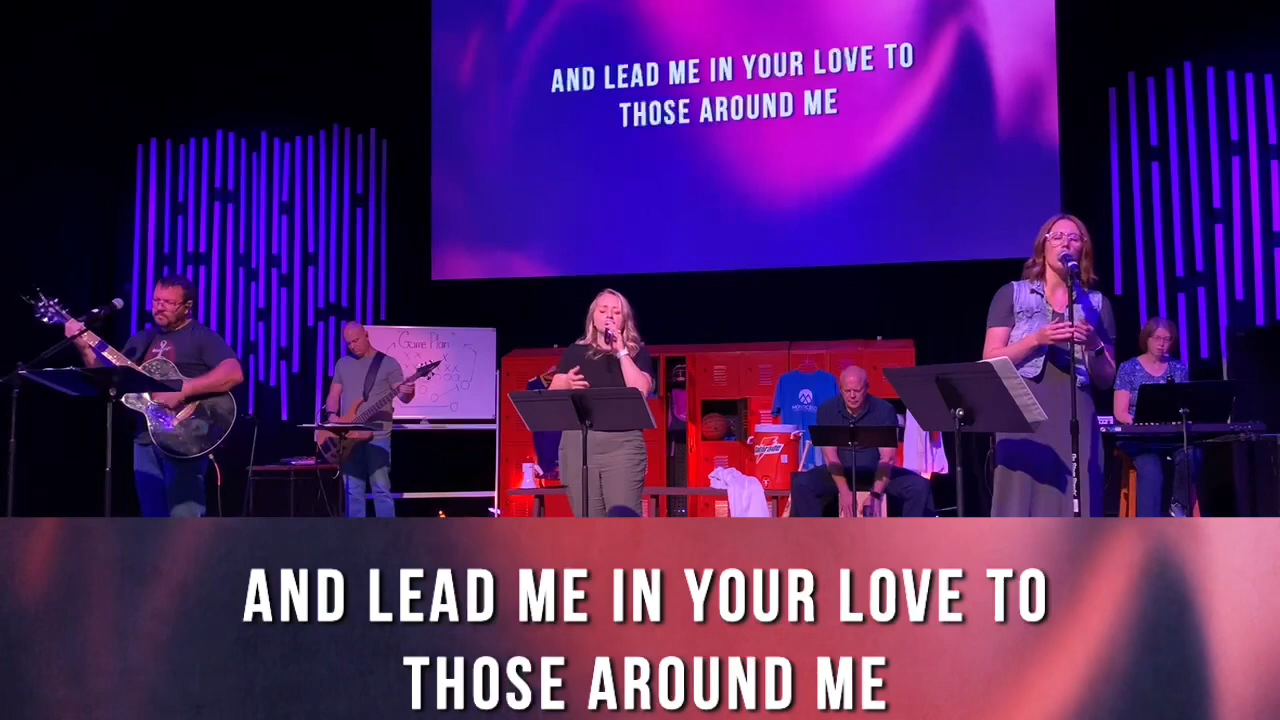 AND LEAD ME IN YOUR LOVE TO
THOSE AROUND ME
Game Plan
Gatorade
AND LEAD ME IN YOUR LOVE TO
THOSE AROUND ME